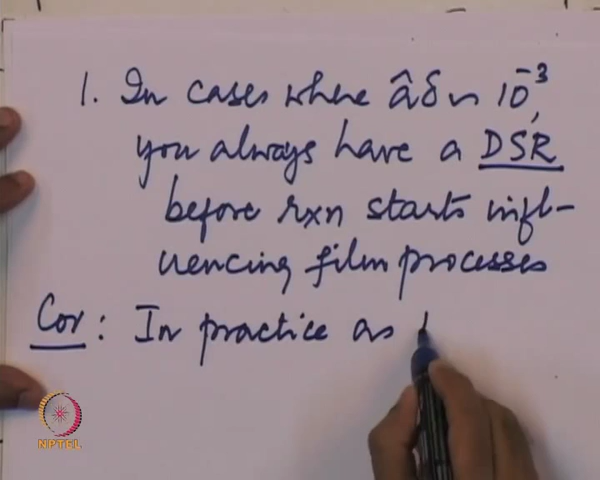 1. In cases where âδ ~ 10⁻³,
you always have a DSR
before rxn starts infl-
uencing film processes
Cor: In practice as
NPTEL